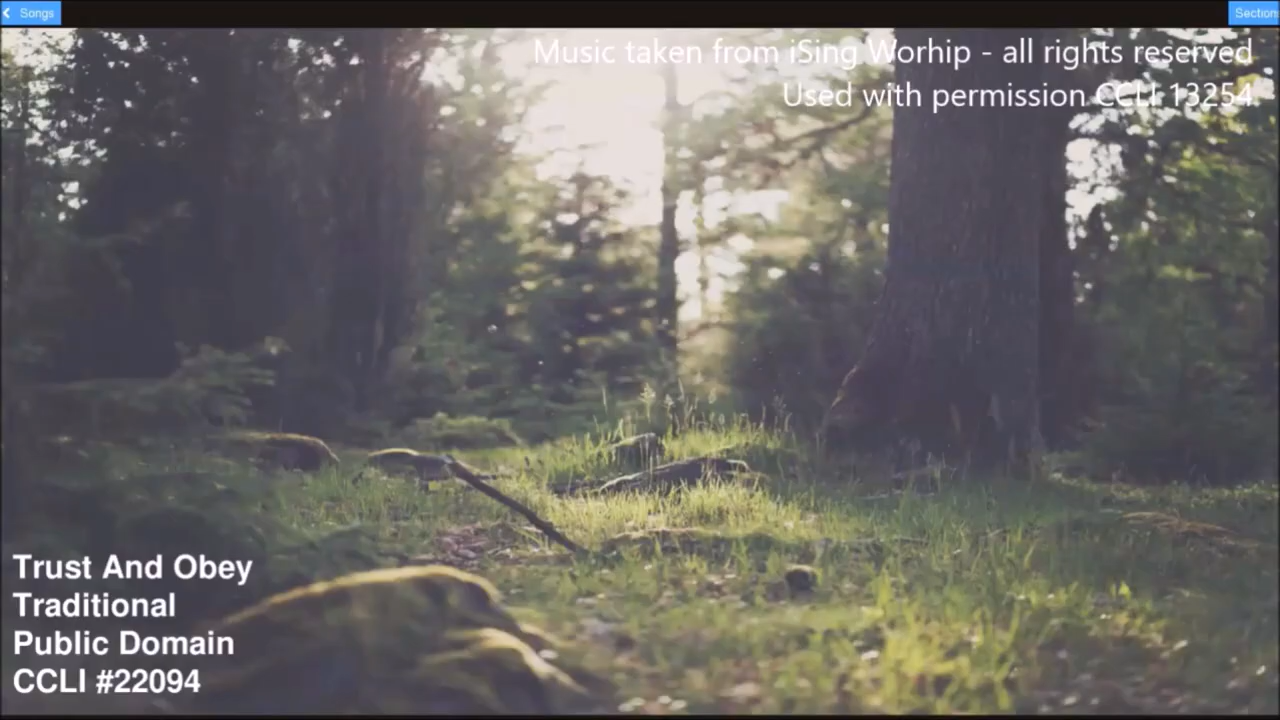 Songs
Section
Music taken from iSing Worhip - all rights reserved
Used with permission CCLI 13254
Trust And Obey
Traditional
Public Domain
CCLI #22094